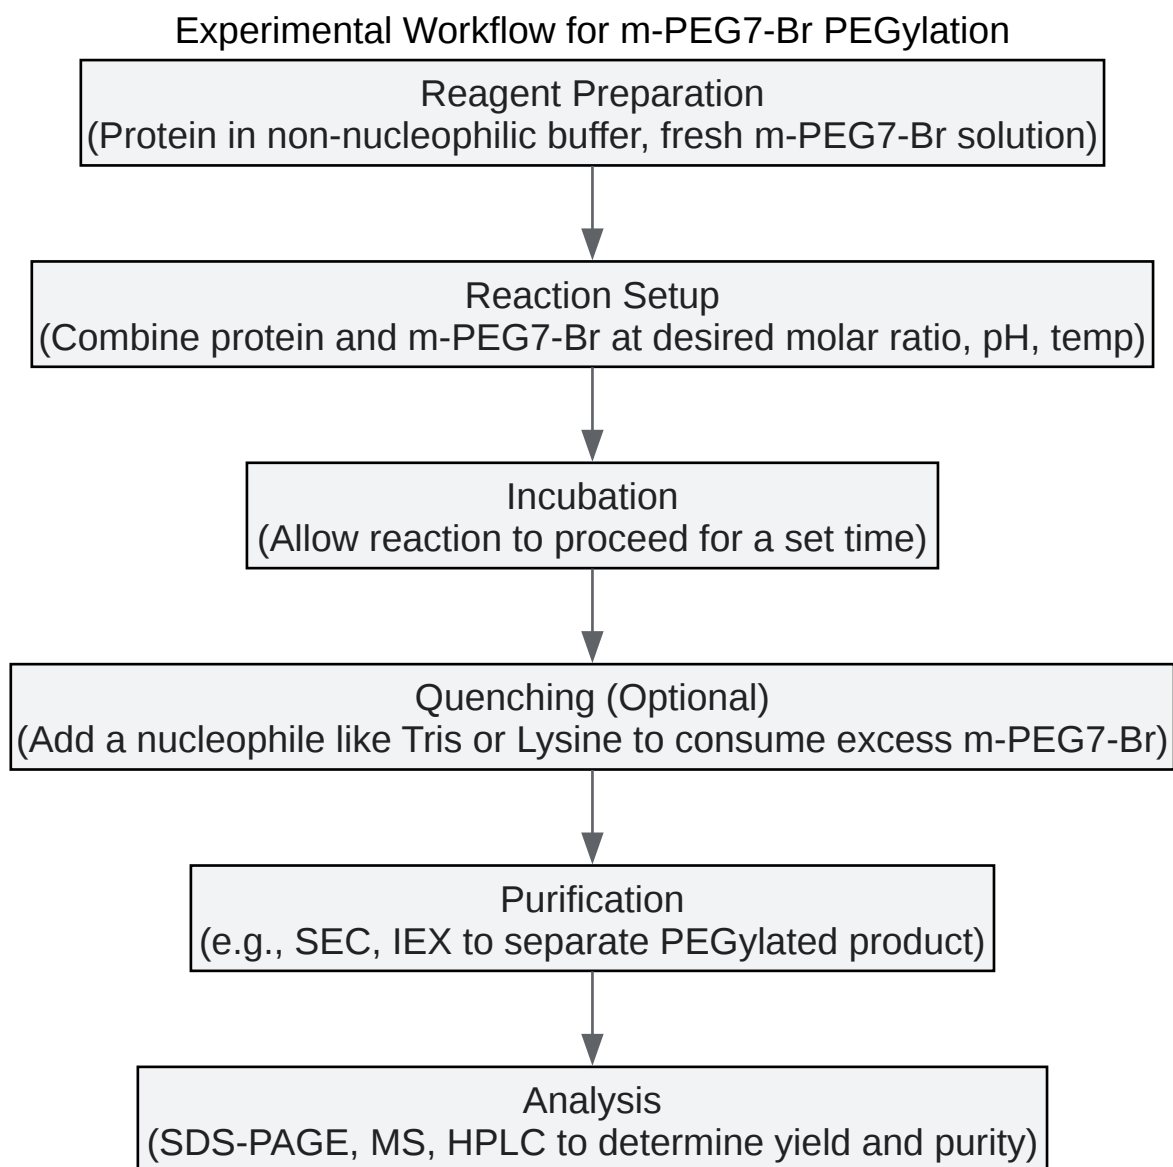 Experimental Workflow for m-PEG7-Br PEGylation
Reagent Preparation
(Protein in non-nucleophilic buffer, fresh m-PEG7-Br solution)
Reaction Setup
(Combine protein and m-PEG7-Br at desired molar ratio, pH, temp)
Incubation
(Allow reaction to proceed for a set time)
Quenching (Optional)
(Add a nucleophile like Tris or Lysine to consume excess m-PEG7-Br)
Purification
(e.g., SEC, IEX to separate PEGylated product)
Analysis
(SDS-PAGE, MS, HPLC to determine yield and purity)